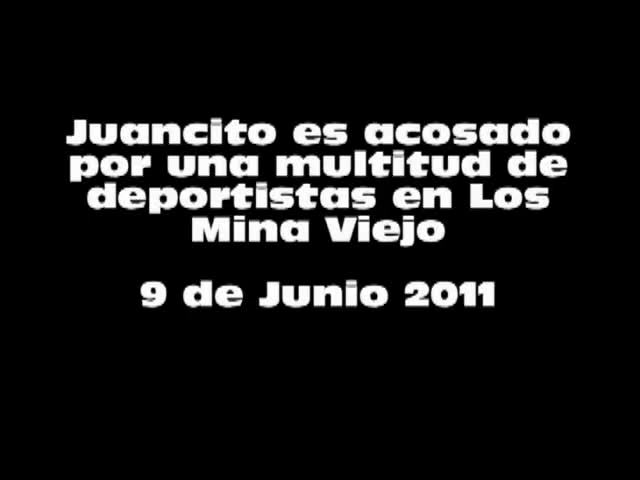 Juancito es acosado
por una multitud de
deportistas en Los
Mina Viejo
9 de Junio 2011